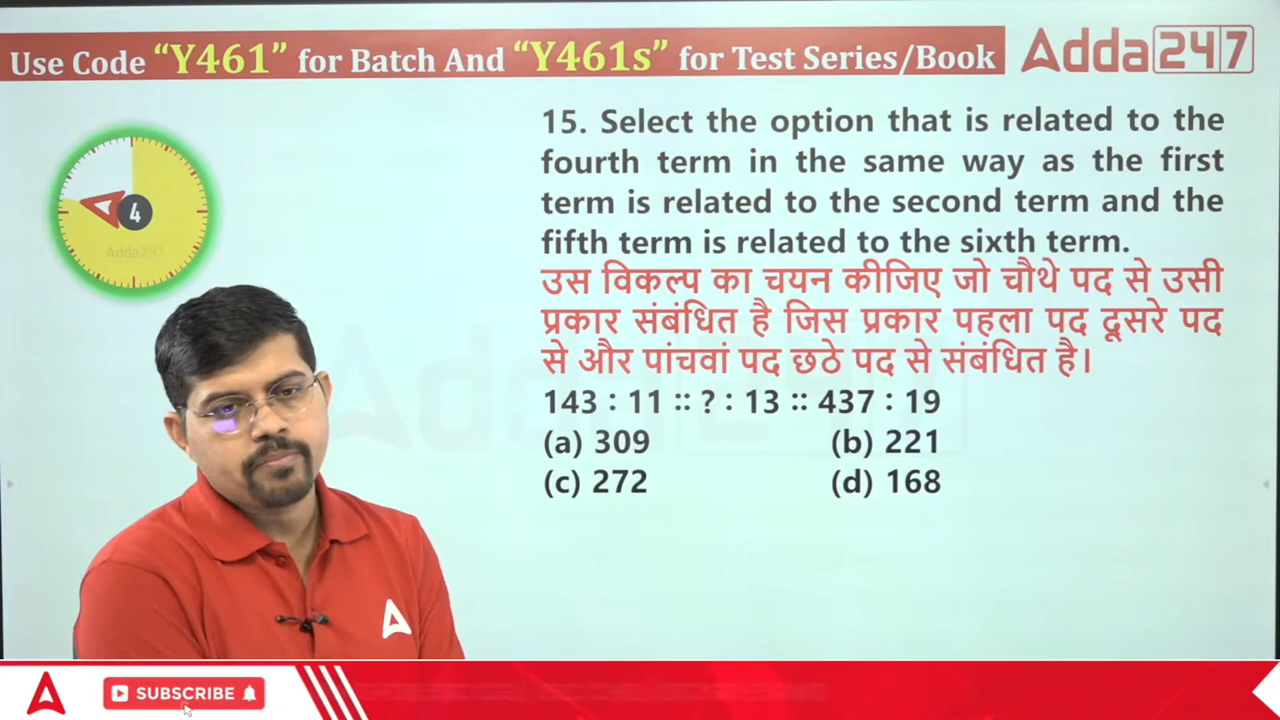 Use Code “Y461” for Batch And “Y461s” for Test Series/Book
Adda247
4
Adda247
15. Select the option that is related to the
fourth term in the same way as the first
term is related to the second term and the
fifth term is related to the sixth term.
उस विकल्प का चयन कीजिए जो चौथे पद से उसी
प्रकार संबंधित है जिस प्रकार पहला पद दूसरे पद
से और पांचवां पद छठे पद से संबंधित है।
143 : 11 :: ? : 13 :: 437 : 19
(a) 309 (b) 221
(c) 272 (d) 168
SUBSCRIBE